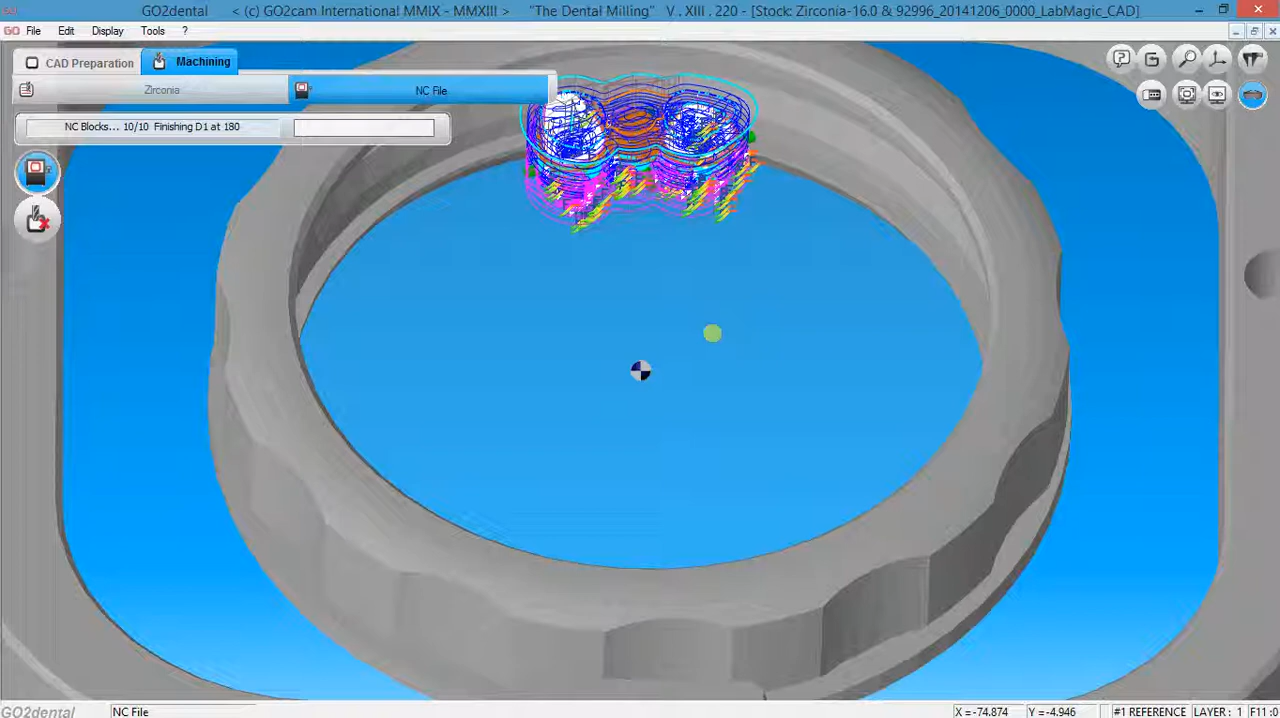 GO2dental < (c) GO2cam International MMIX - MMXIII > "The Dental Milling" V . XIII . 220 - [Stock: Zirconia-16.0 & 92996_20141206_0000_LabMagic_CAD]
GO File Edit Display Tools ?
CAD Preparation Machining
Zirconia NC File
NC Blocks... 10/10 Finishing D1 at 180
GO2dental NC File X =-74.874 Y =-4.946 #1 REFERENCE LAYER : 1 F11 :0